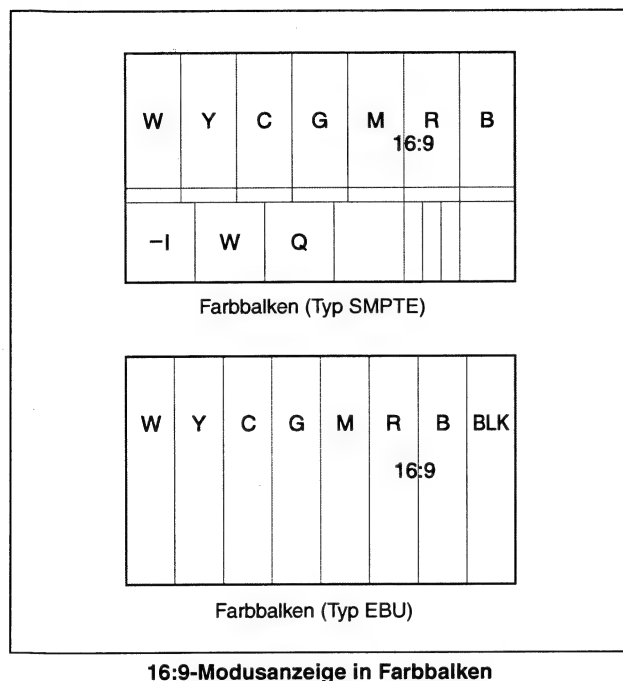 W Y C G M R B
16:9
–I W Q
Farbbalken (Typ SMPTE)
W Y C G M R B BLK
16:9
Farbbalken (Typ EBU)
16:9-Modusanzeige in Farbbalken